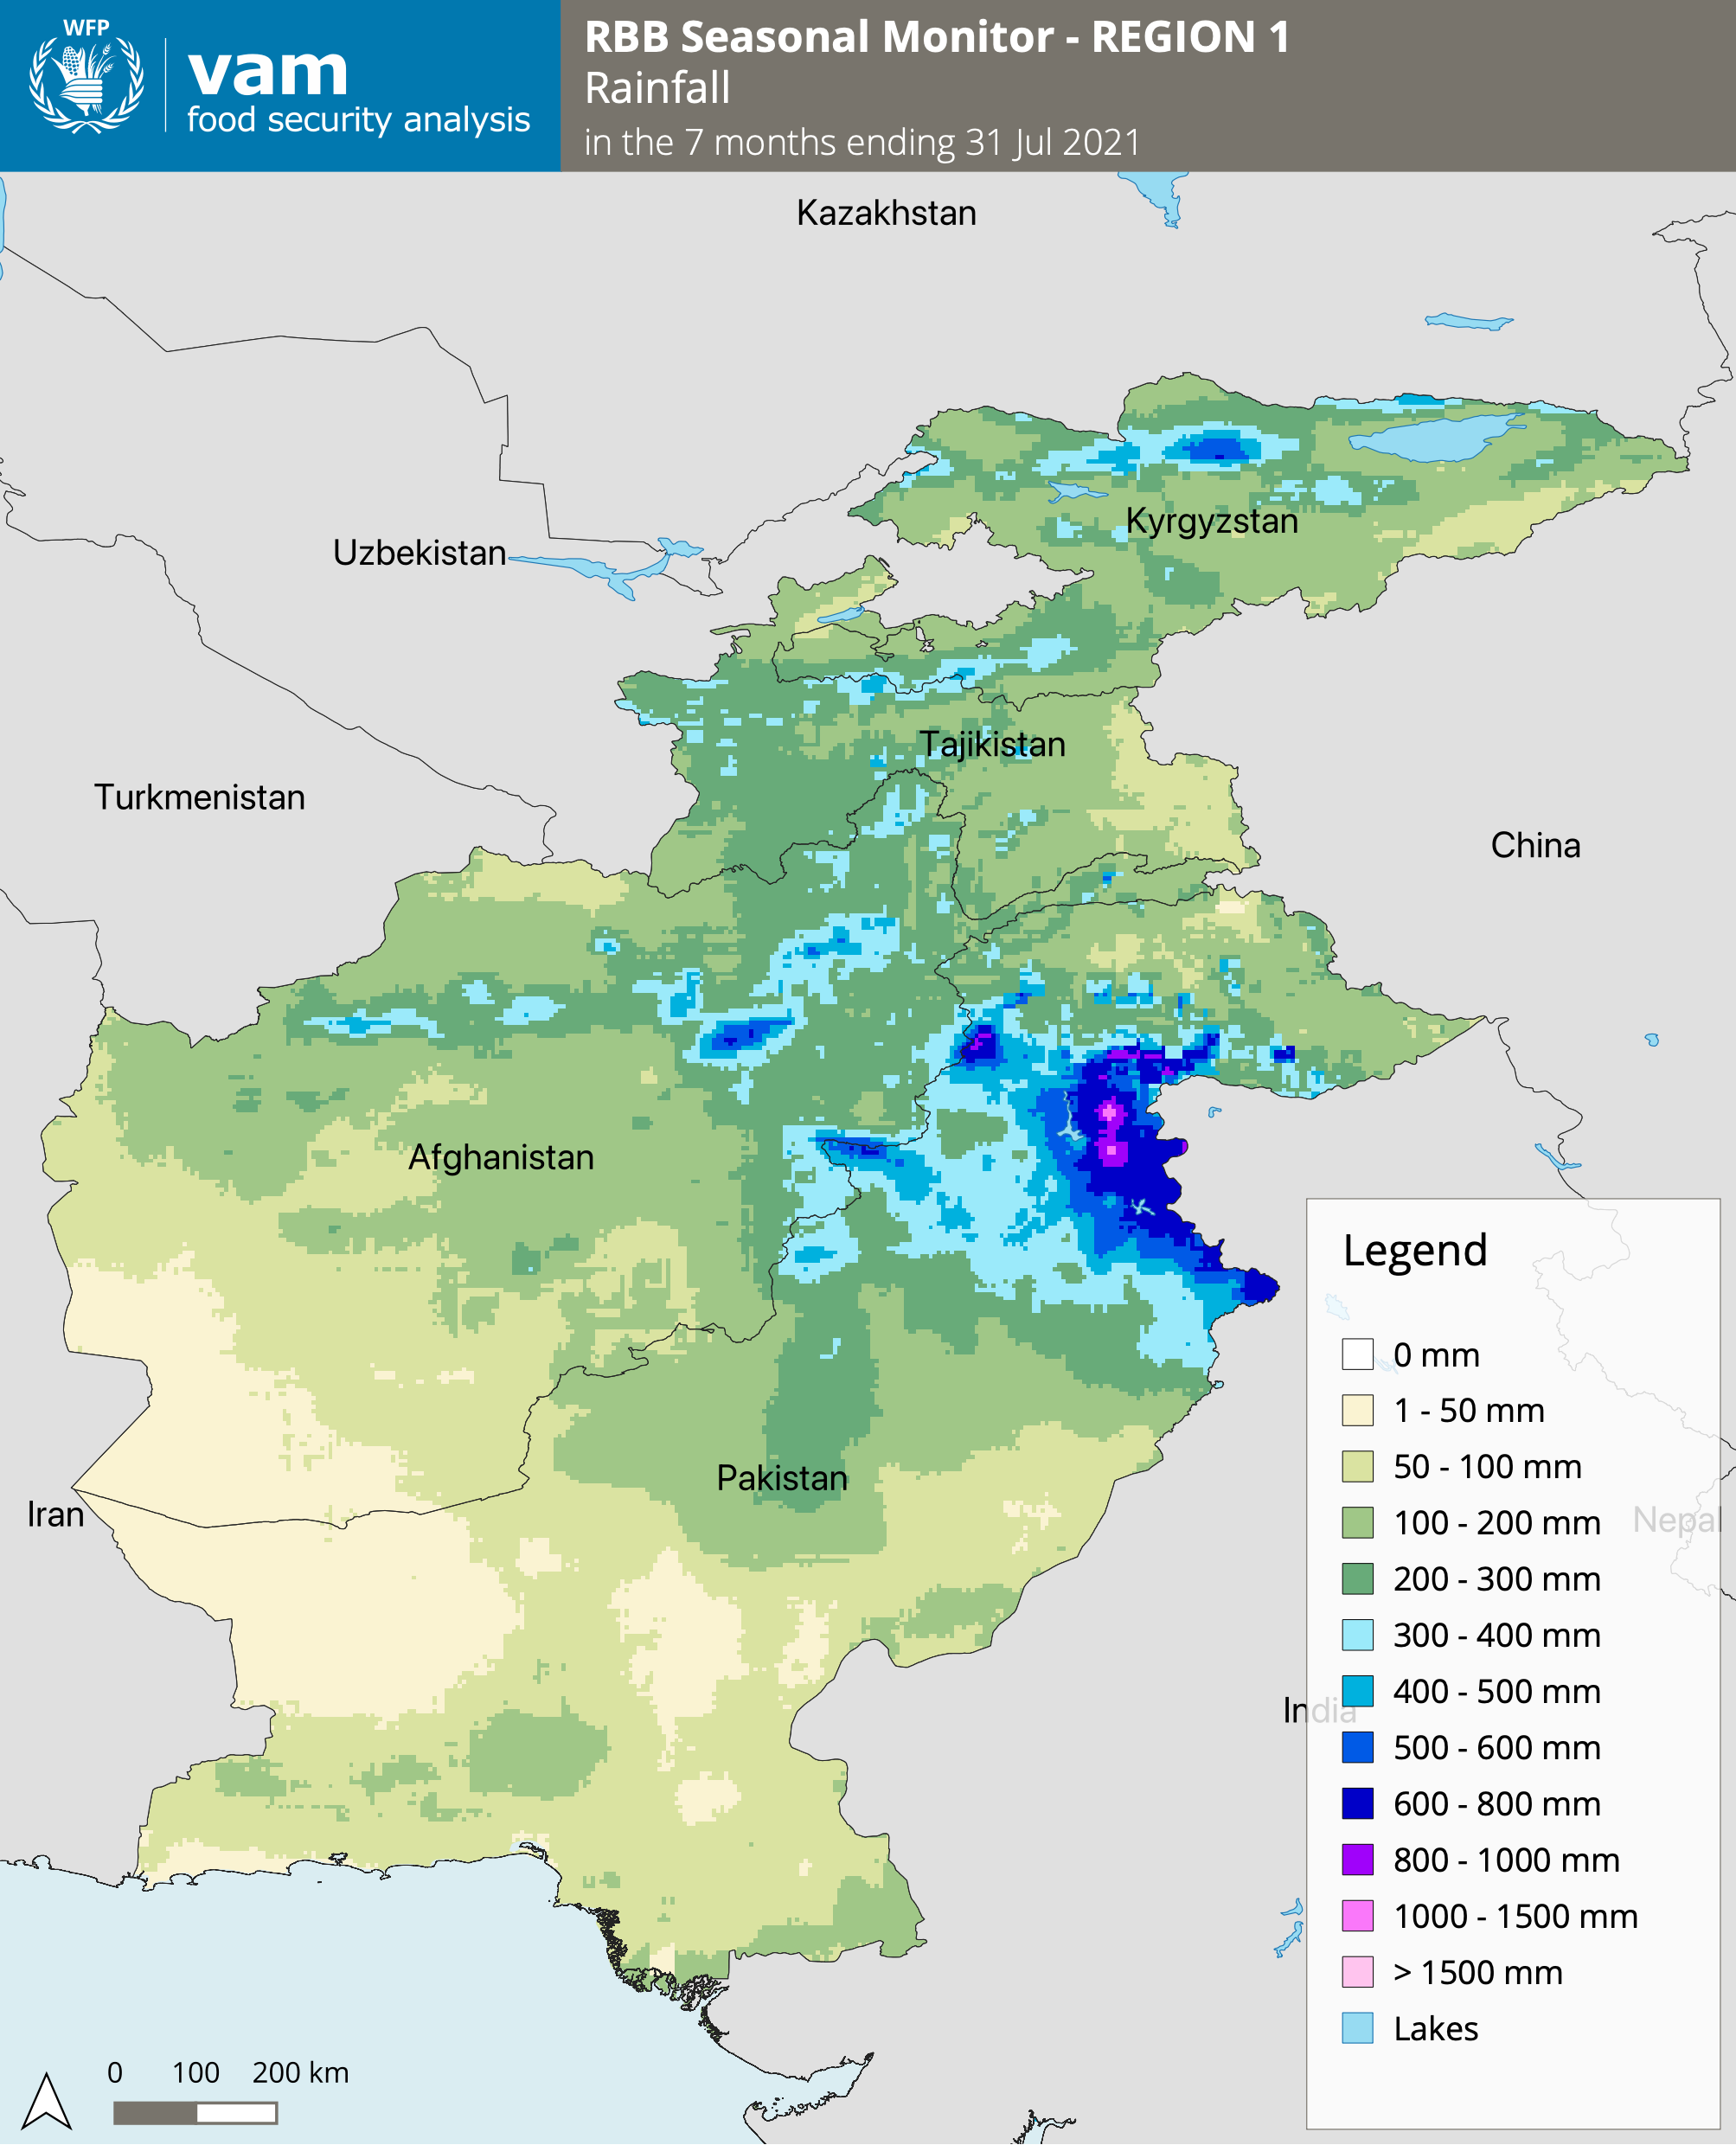 WFP
vam
food security analysis
RBB Seasonal Monitor - REGION 1
Rainfall
in the 7 months ending 31 Jul 2021
Kazakhstan
Kyrgyzstan
Uzbekistan
Tajikistan
Turkmenistan
China
Afghanistan
Pakistan
Iran
Nepal
India
Legend
0 mm
1 - 50 mm
50 - 100 mm
100 - 200 mm
200 - 300 mm
300 - 400 mm
400 - 500 mm
500 - 600 mm
600 - 800 mm
800 - 1000 mm
1000 - 1500 mm
> 1500 mm
Lakes
0 100 200 km